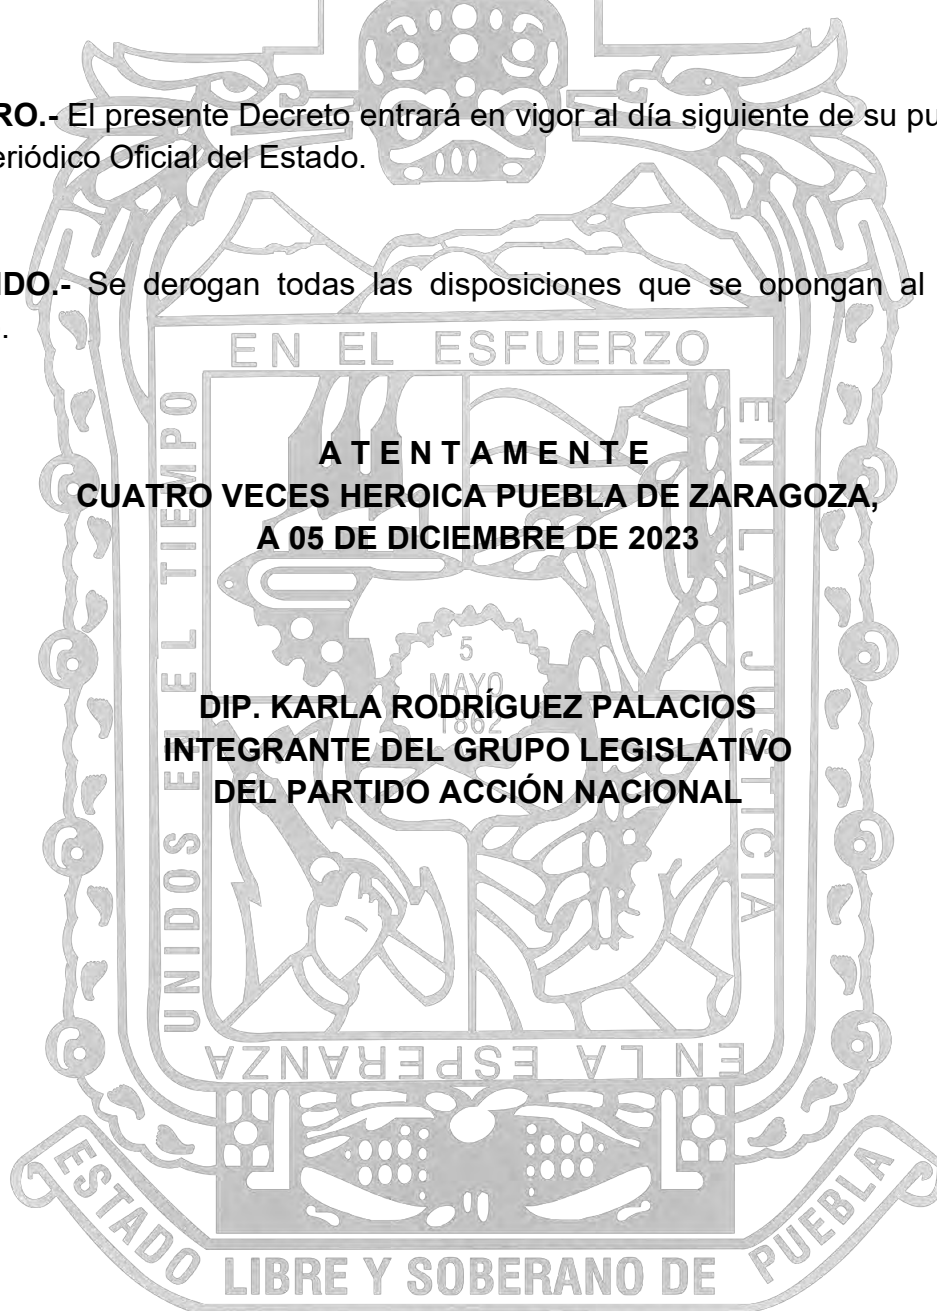 RO.- El presente Decreto entrará en vigor al día siguiente de su pu
eriódico Oficial del Estado.
NDO.- Se derogan todas las disposiciones que se opongan al
.
EN EL ESFUERZO
A T E N T A M E N T E
CUATRO VECES HEROICA PUEBLA DE ZARAGOZA,
A 05 DE DICIEMBRE DE 2023
EN LA JUSTICIA
5
MAYO
1862
DIP. KARLA RODRÍGUEZ PALACIOS
INTEGRANTE DEL GRUPO LEGISLATIVO
DEL PARTIDO ACCIÓN NACIONAL
UNIDOS EN EL TIEMPO
EN LA ESPERANZA
ESTADO LIBRE Y SOBERANO DE PUEBLA